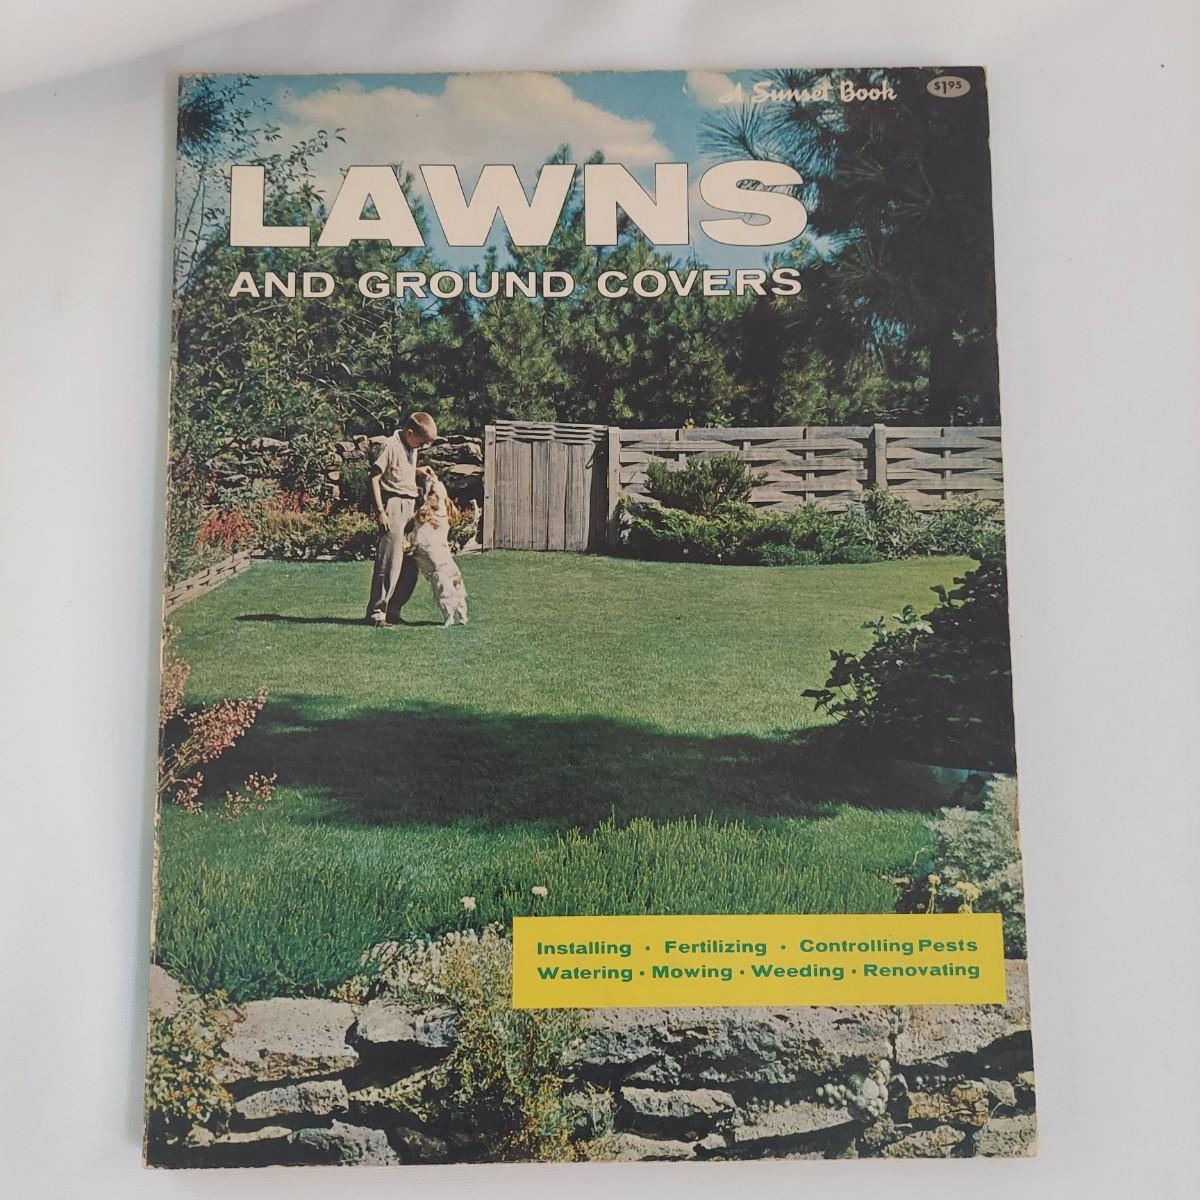 A Sunset Book
$1.95
LAWNS
AND GROUND COVERS
Installing • Fertilizing • Controlling Pests
Watering • Mowing • Weeding • Renovating